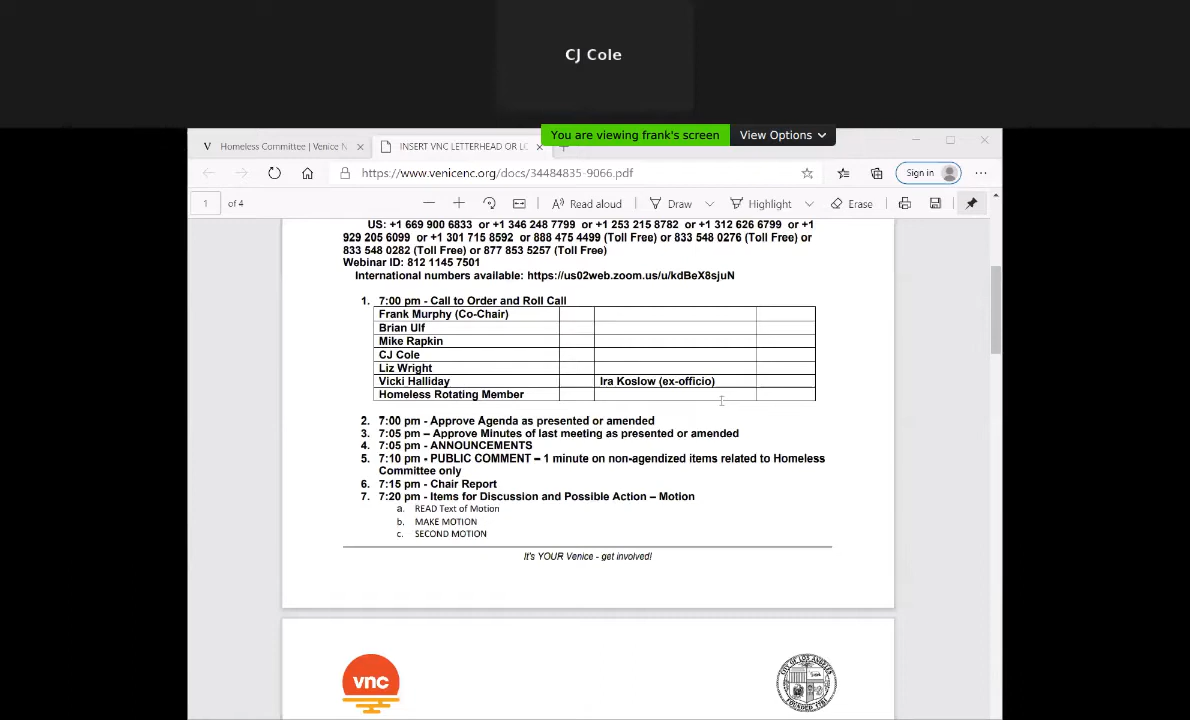 CJ Cole
You are viewing frank's screen
View Options
Homeless Committee | Venice N
INSERT VNC LETTERHEAD OR LC
https://www.venicenc.org/docs/34484835-9066.pdf
Sign in
1 of 4
Read aloud
Draw
Highlight
Erase
US: +1 669 900 6833 or +1 346 248 7799 or +1 253 215 8782 or +1 312 626 6799 or +1
929 205 6099 or +1 301 715 8592 or 888 475 4499 (Toll Free) or 833 548 0276 (Toll Free) or
833 548 0282 (Toll Free) or 877 853 5257 (Toll Free)
Webinar ID: 812 1145 7501
International numbers available: https://us02web.zoom.us/u/kdBeX8sjuN
1. 7:00 pm - Call to Order and Roll Call
Frank Murphy (Co-Chair)
Brian Ulf
Mike Rapkin
CJ Cole
Liz Wright
Vicki Halliday Ira Koslow (ex-officio)
Homeless Rotating Member
2. 7:00 pm - Approve Agenda as presented or amended
3. 7:05 pm – Approve Minutes of last meeting as presented or amended
4. 7:05 pm - ANNOUNCEMENTS
5. 7:10 pm - PUBLIC COMMENT – 1 minute on non-agendized items related to Homeless
Committee only
6. 7:15 pm - Chair Report
7. 7:20 pm - Items for Discussion and Possible Action – Motion
a. READ Text of Motion
b. MAKE MOTION
c. SECOND MOTION
It's YOUR Venice - get involved!
vnc
CITY OF LOS ANGELES
FOUNDED 1781